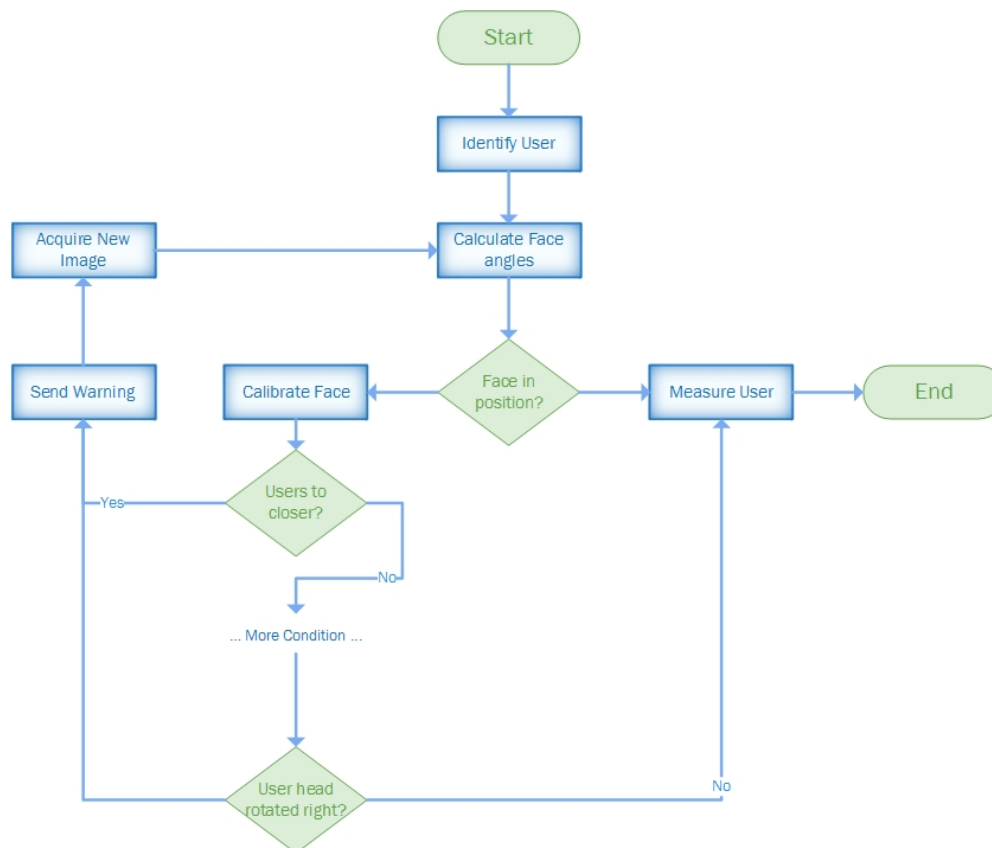 Start
Identify User
Acquire New
Image
Calculate Face
angles
Send Warning
Calibrate Face
Face in
position?
Measure User
End
Users to
closer?
Yes
No
... More Condition ...
User head
rotated right?
No